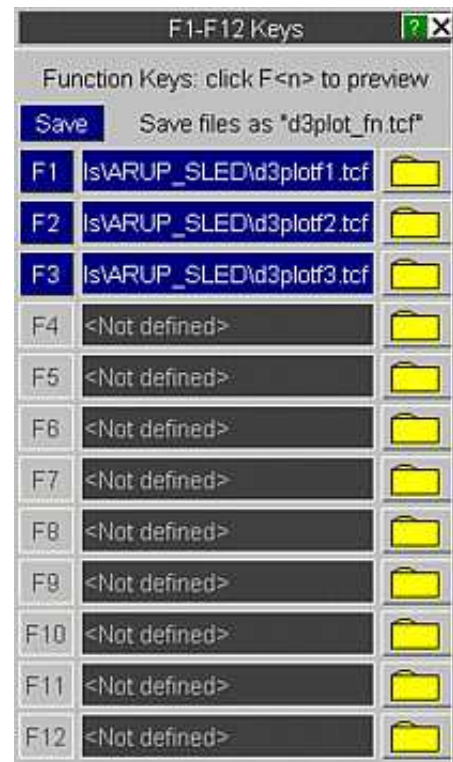 F1-F12 Keys ? X
Function Keys: click F<n> to preview
Save Save files as "d3plot_fn.tcf"
F1 ls\ARUP_SLED\d3plotf1.tcf
F2 ls\ARUP_SLED\d3plotf2.tcf
F3 ls\ARUP_SLED\d3plotf3.tcf
F4 <Not defined>
F5 <Not defined>
F6 <Not defined>
F7 <Not defined>
F8 <Not defined>
F9 <Not defined>
F10 <Not defined>
F11 <Not defined>
F12 <Not defined>